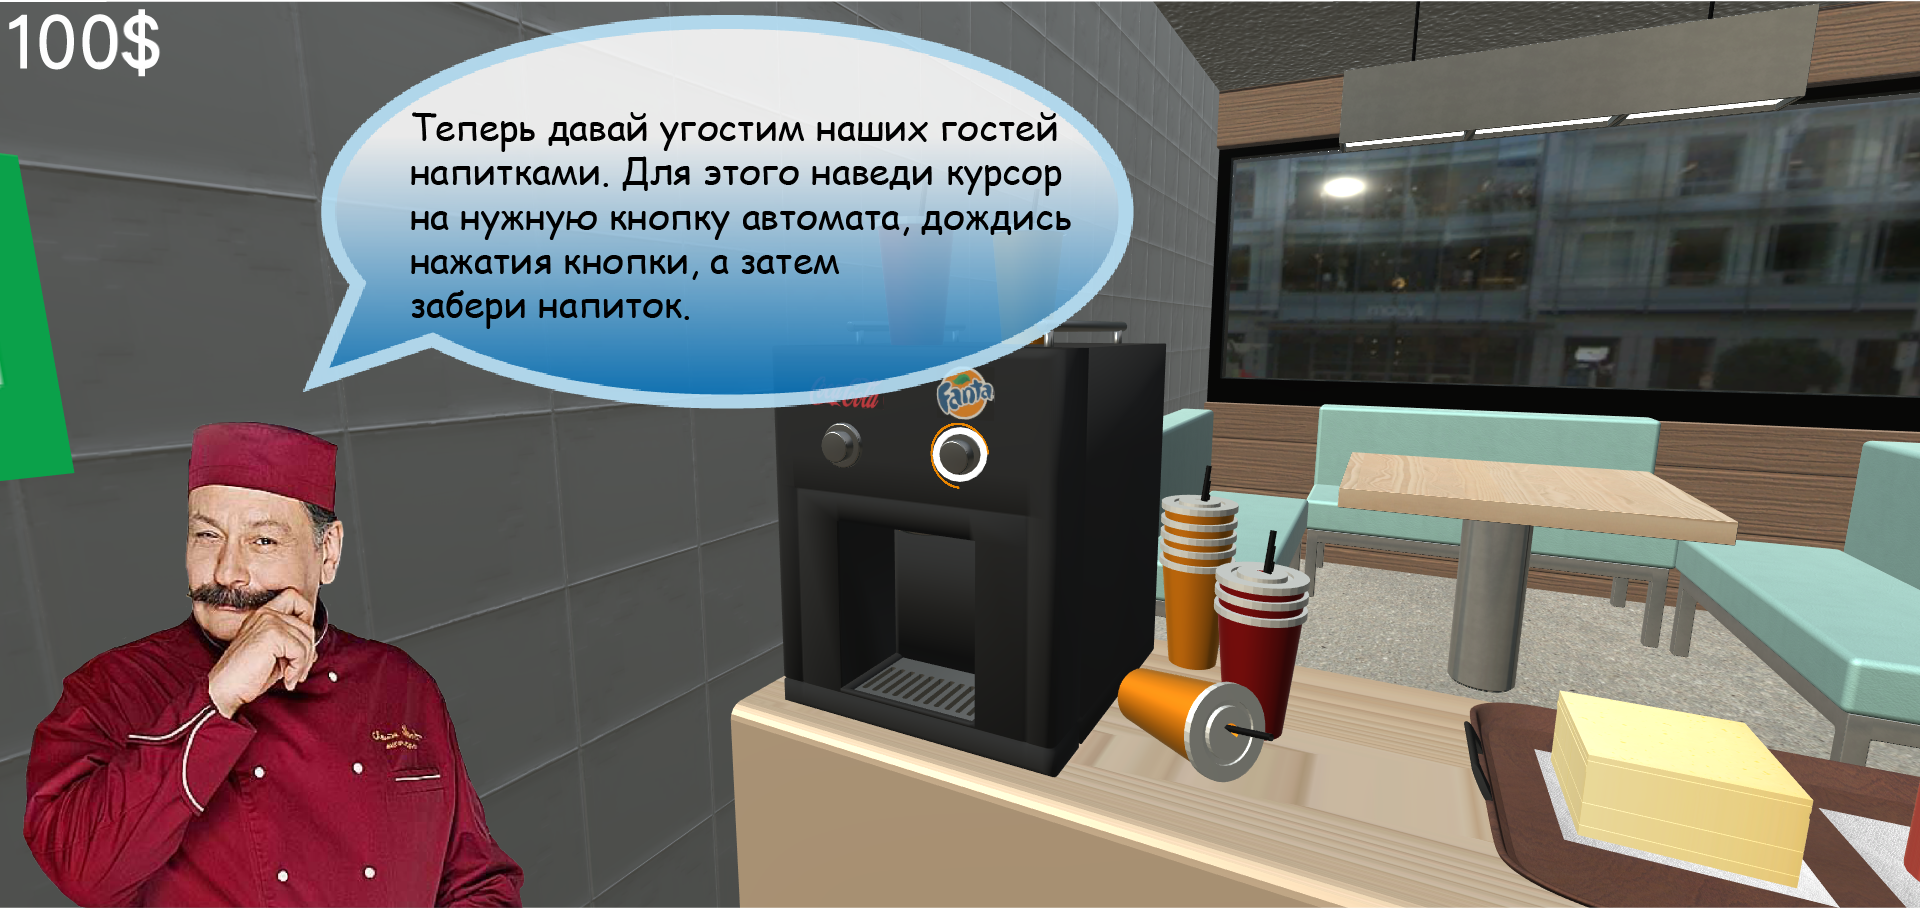 100$
Теперь давай угостим наших гостей
напитками. Для этого наведи курсор
на нужную кнопку автомата, дождись
нажатия кнопки, а затем
забери напиток.
Fanta